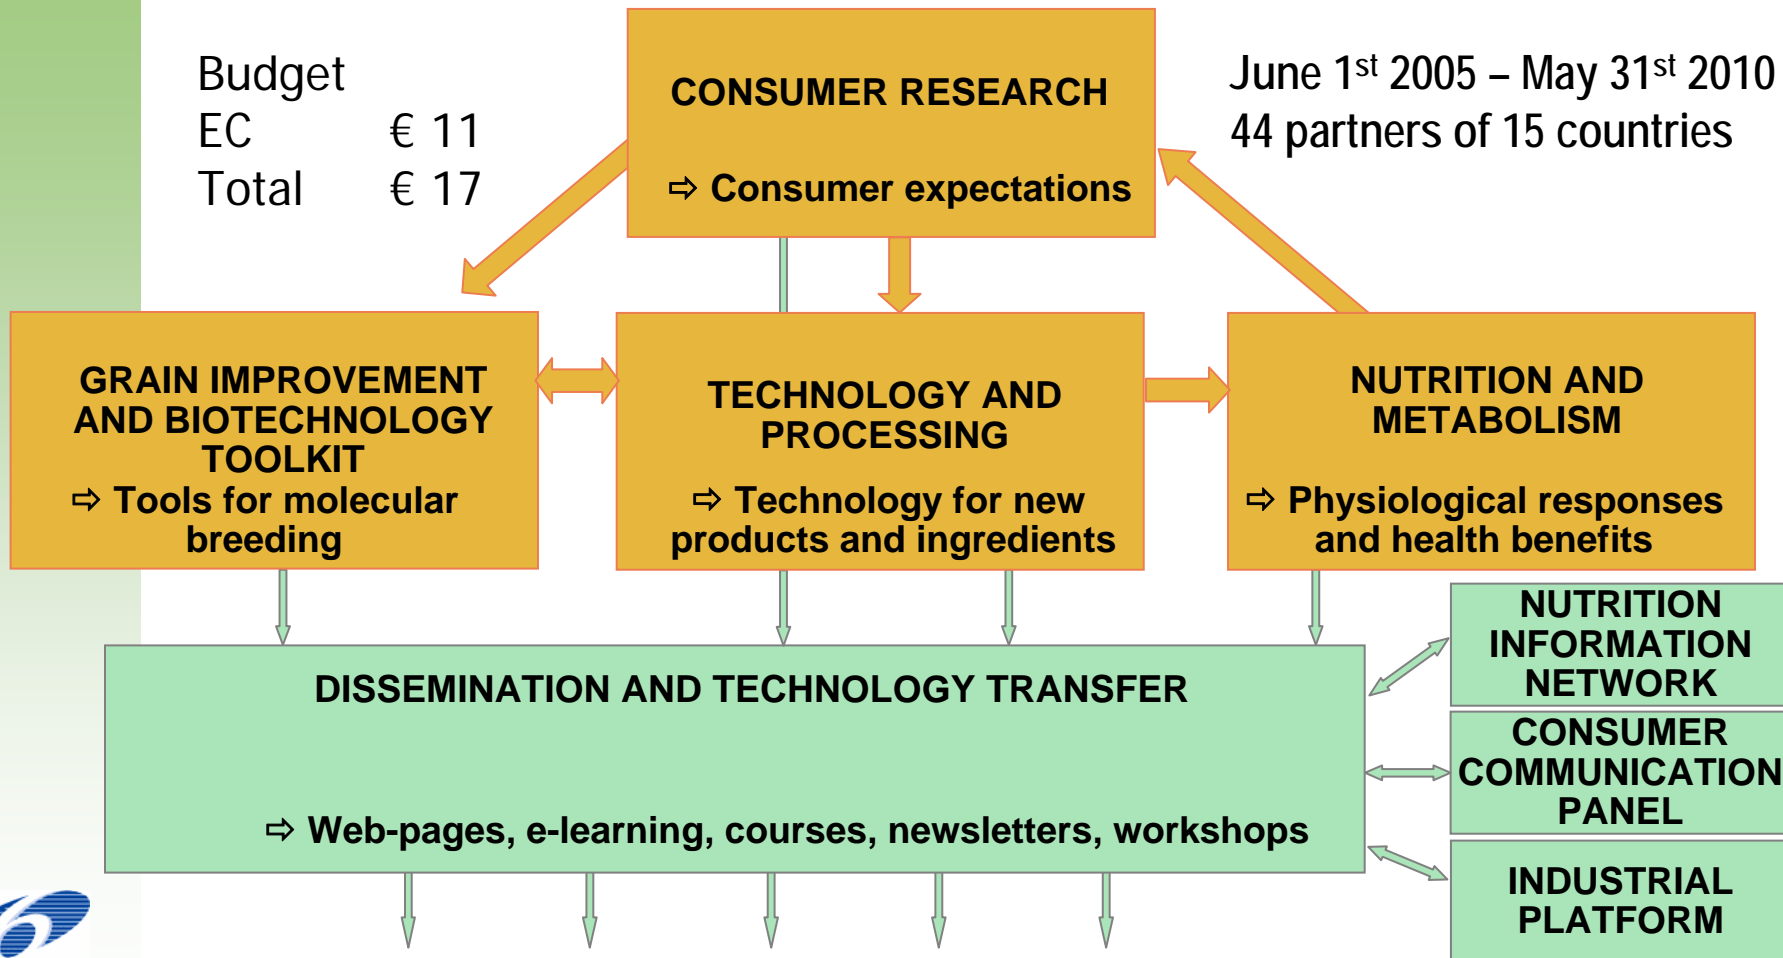 Budget
EC € 11
Total € 17
CONSUMER RESEARCH
⇨ Consumer expectations
June 1st 2005 – May 31st 2010
44 partners of 15 countries
GRAIN IMPROVEMENT
AND BIOTECHNOLOGY
TOOLKIT
⇨ Tools for molecular
breeding
TECHNOLOGY AND
PROCESSING
⇨ Technology for new
products and ingredients
NUTRITION AND
METABOLISM
⇨ Physiological responses
and health benefits
DISSEMINATION AND TECHNOLOGY TRANSFER
⇨ Web-pages, e-learning, courses, newsletters, workshops
NUTRITION
INFORMATION
NETWORK
CONSUMER
COMMUNICATION
PANEL
INDUSTRIAL
PLATFORM